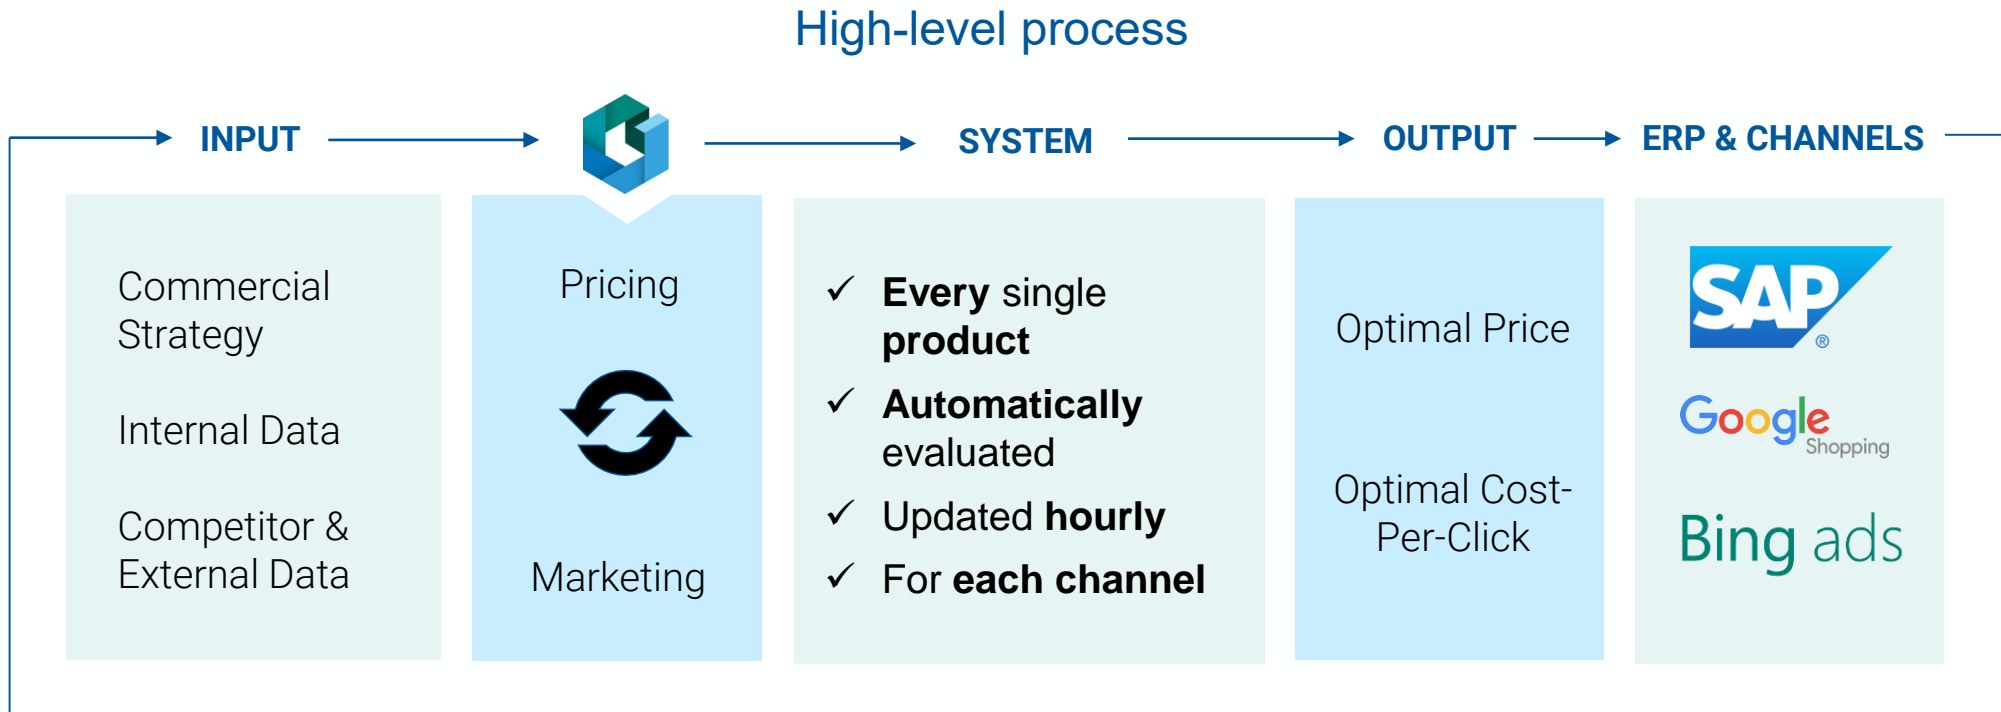 High-level process
INPUT
SYSTEM
OUTPUT
ERP & CHANNELS
Commercial
Strategy
Internal Data
Competitor &
External Data
Pricing
Marketing
✓ Every single
product
✓ Automatically
evaluated
✓ Updated hourly
✓ For each channel
Optimal Price
Optimal Cost-
Per-Click
SAP®
Google
Shopping
Bing ads